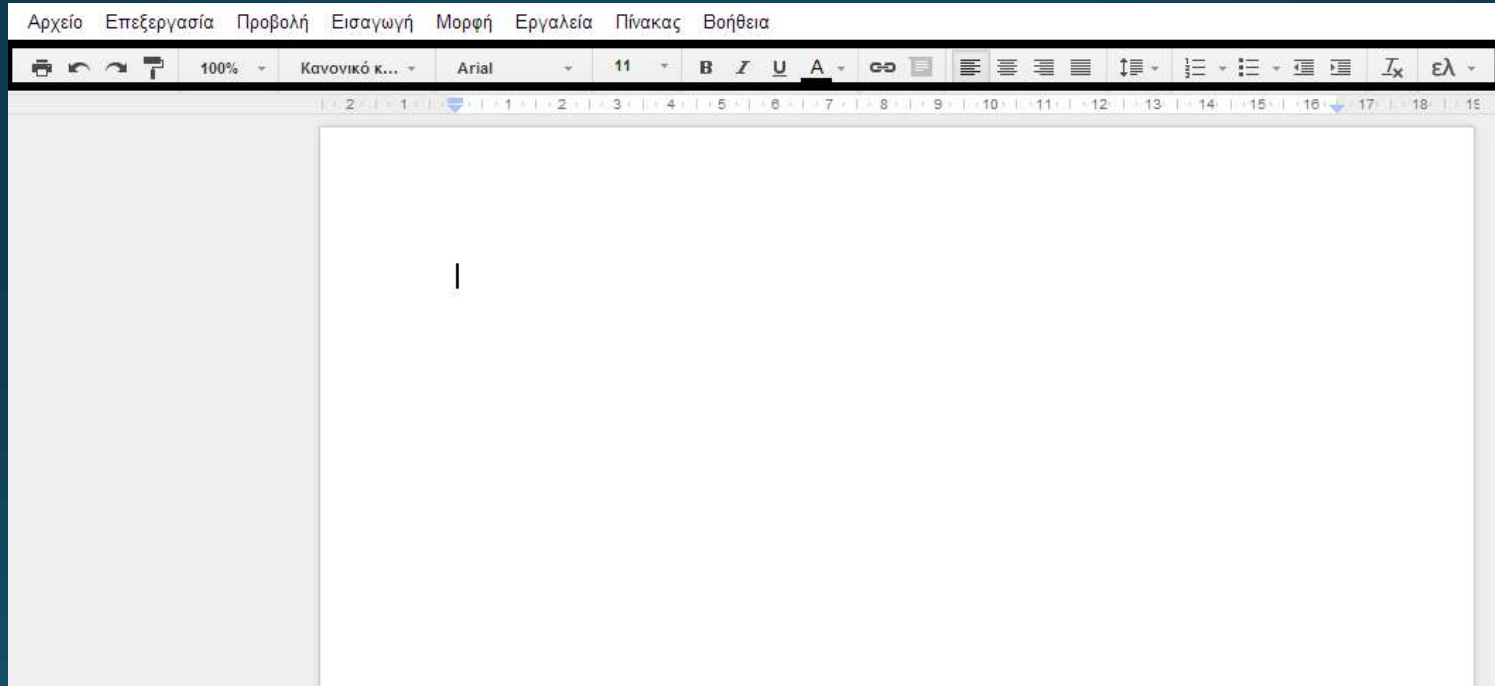 Αρχείο Επεξεργασία Προβολή Εισαγωγή Μορφή Εργαλεία Πίνακας Βοήθεια
100% Κανονικό κ... Arial 11 B I U A ελ
2 1 1 2 3 4 5 6 7 8 9 10 11 12 13 14 15 16 17 18 19